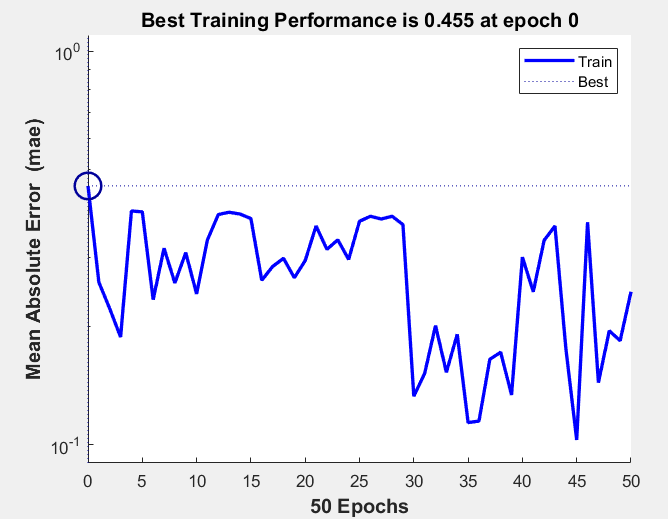 Best Training Performance is 0.455 at epoch 0
10^0
Train
Best
Mean Absolute Error (mae)
10^-1
0 5 10 15 20 25 30 35 40 45 50
50 Epochs